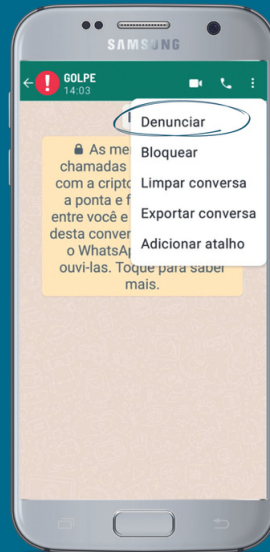 SAMSUNG
GOLPE
14:03
Denunciar
Bloquear
Limpar conversa
Exportar conversa
Adicionar atalho
As me
chamadas
com a cripto
a ponta e f
entre você e
desta conver
o WhatsA
ouvi-las. Toque para saber
mais.